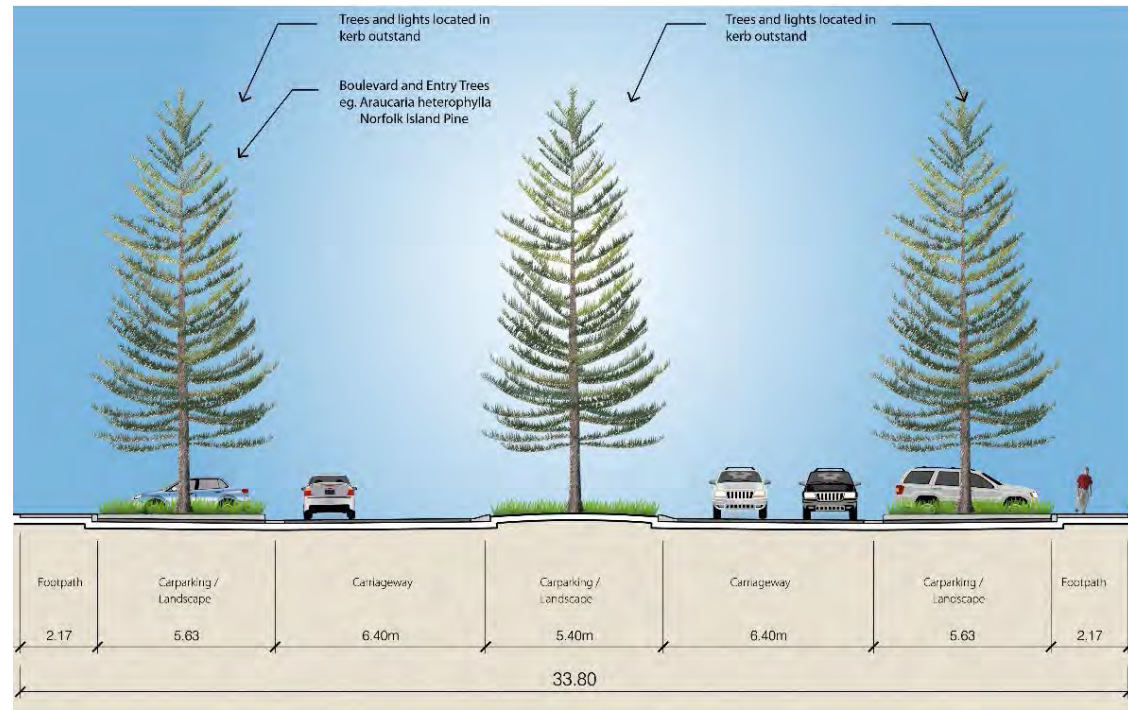 Trees and lights located in
kerb outstand
Trees and lights located in
kerb outstand
Boulevard and Entry Trees
eg. Araucaria heterophylla
Norfolk Island Pine
Footpath
Carparking /
Landscape
Carriageway
Carparking /
Landscape
Carriageway
Carparking /
Landscape
Footpath
2.17
5.63
6.40m
5.40m
6.40m
5.63
2.17
33.80